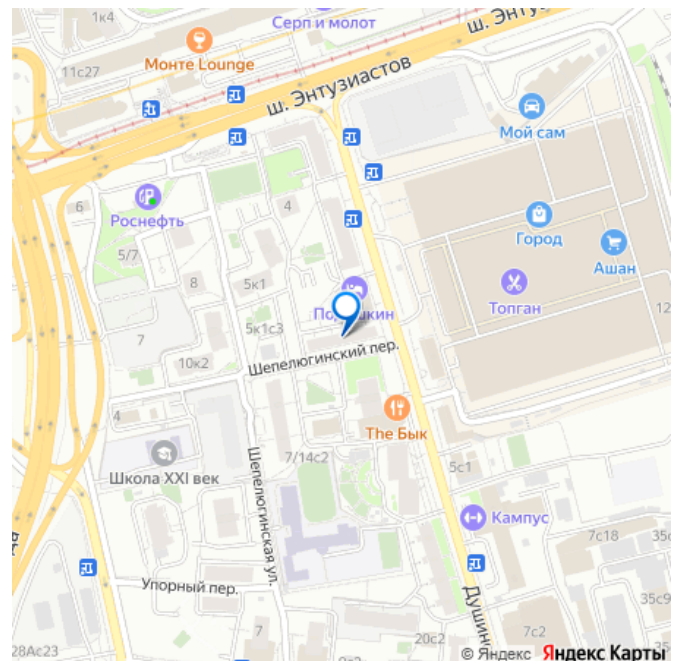 1к4
Серп и молот
ш. Энтузиастов
Монте Lounge
11с27
ш. Энтузиастов
Мой сам
6
Роснефть
4
5/7
Город
8
5к1
Ашан
Топган
12
5к1с3
7
10к2
Шепелюгинский пер.
4
The Бык
7/14с2
5с1
Школа XXI век
Шепелюгинская ул.
Кампус
7с18
35с
Упорный пер.
35с9
7
20с2
7с2
28Ас23
© Яндекс Яндекс Карты